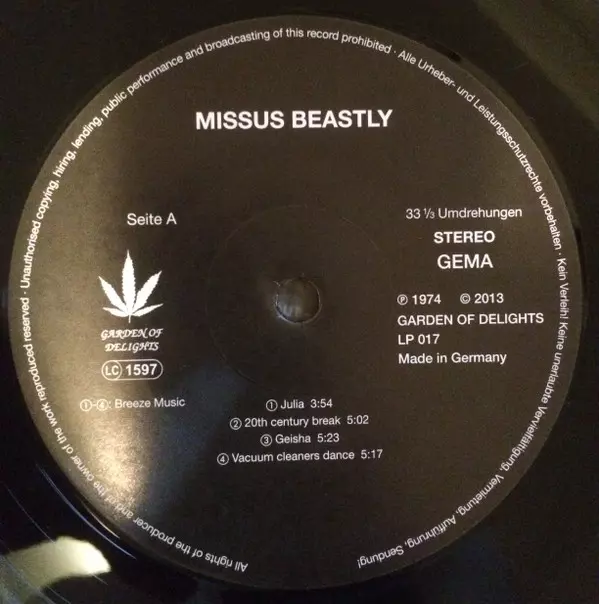 MISSUS BEASTLY
Seite A
33 ⅓ Umdrehungen
STEREO
GEMA
GARDEN OF
DELIGHTS
LC 1597
Ⓟ 1974 © 2013
GARDEN OF DELIGHTS
LP 017
Made in Germany
①-④: Breeze Music
① Julia 3:54
② 20th century break 5:02
③ Geisha 5:23
④ Vacuum cleaners dance 5:17
All rights of the producer and of the owner of the work reproduced reserved · Unauthorised copying, hiring, lending, public performance and broadcasting of this record prohibited · Alle Urheber- und Leistungsschutzrechte vorbehalten · Kein Verleih! Keine unerlaubte Vervielfältigung, Vermietung, Aufführung, Sendung!